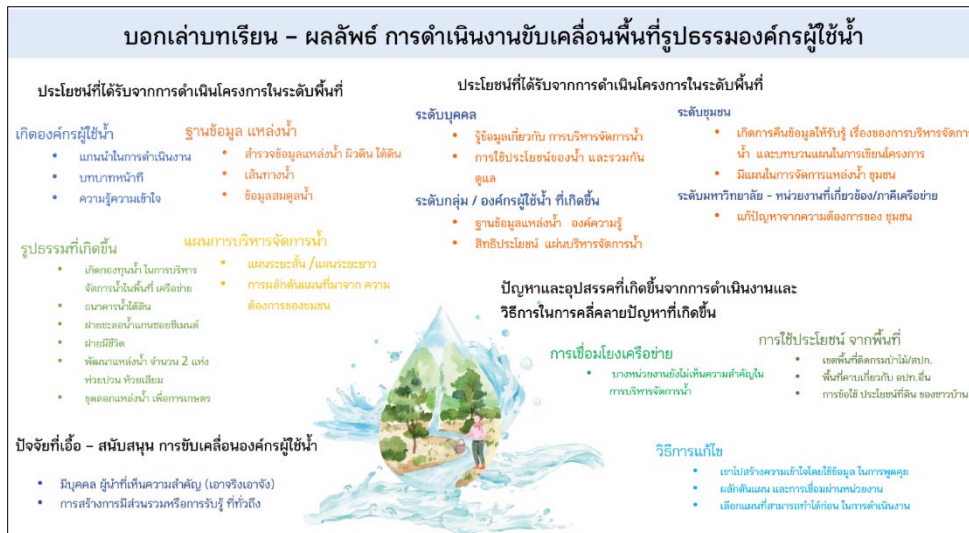 บอกเล่าบทเรียน – ผลลัพธ์ การดำเนินงานขับเคลื่อนพื้นที่รูปธรรมองค์กรผู้ใช้น้ำ
ประโยชน์ที่ได้รับจากการดำเนินโครงการในระดับพื้นที่
เกิดองค์กรผู้ใช้น้ำ
• แกนนำในการดำเนินงาน
• บทบาทหน้าที่
• ความรู้ความเข้าใจ
ฐานข้อมูล แหล่งน้ำ
• สำรวจข้อมูลแหล่งน้ำ ผิวดิน ใต้ดิน
• เส้นทางน้ำ
• ข้อมูลสมดุลน้ำ
รูปธรรมที่เกิดขึ้น
• เกิดกองทุนน้ำ ในการบริหาร
จัดการน้ำในพื้นที่ เครือข่าย
• ธนาคารน้ำใต้ดิน
• ฝายชะลอน้ำแกนซอยซีเมนต์
• ฝายมีชีวิต
• พัฒนาแหล่งน้ำ จำนวน 2 แห่ง
ห่วยปวน ห้วยเสียม
• ขุดลอกแหล่งน้ำ เพื่อการเกษตร
แผนการบริหารจัดการน้ำ
• แผนระยะสั้น /แผนระยะยาว
• การผลักดันแผนที่มาจาก ความ
ต้องการของชุมชน
ปัจจัยที่เอื้อ – สนับสนุน การขับเคลื่อนองค์กรผู้ใช้น้ำ
• มีบุคคล ผู้นำที่เห็นความสำคัญ (เอาจริงเอาจัง)
• การสร้างการมีส่วนรวมหรือการรับรู้ ที่ทั่วถึง
ประโยชน์ที่ได้รับจากการดำเนินโครงการในระดับพื้นที่
ระดับบุคคล
• รู้ข้อมูลเกี่ยวกับ การบริหารจัดการน้ำ
• การใช้ประโยชน์ของน้ำ และรวมกัน
ดูแล
ระดับกลุ่ม / องค์กรผู้ใช้น้ำ ที่เกิดขึ้น
• ฐานข้อมูลแหล่งน้ำ องค์ความรู้
• สิทธิประโยชน์ แผ่นบริหารจัดการน้ำ
ระดับชุมชน
• เกิดการคืนข้อมูลให้รับรู้ เรื่องของการบริหารจัดการ
น้ำ และบทบวนแผนในการเขียนโครงการ
• มีแผนในการจัดการแหล่งน้ำ ชุมชน
ระดับมหาวิทยาลัย – หน่วยงานที่เกี่ยวข้อง/ภาคีเครือข่าย
• แก้ปัญหาจากความต้องการของ ชุมชน
ปัญหาและอุปสรรคที่เกิดขึ้นจากการดำเนินงานและ
วิธีการในการคลี่คลายปัญหาที่เกิดขึ้น
การเชื่อมโยงเครือข่าย
• บางหน่วยงานยังไม่เห็นความสำคัญใน
การบริหารจัดการน้ำ
การใช้ประโยชน์ จากพื้นที่
• เขตพื้นที่ติดกรมป่าไม้/สปก.
• พื้นที่คาบเกี่ยวกับ อปท.อื่น
• การข้อใช้ ประโยชน์ที่ดิน ของชาวบ้าน
วิธีการแก้ไข
• เขาไปสร้างความเข้าใจโดยใช้ข้อมูล ในการพูดคุย
• ผลักดันแผน และการเชื่อมผ่านหน่วยงาน
• เลือกแผนที่สามารถทำได้ก่อน ในการดำเนินงาน